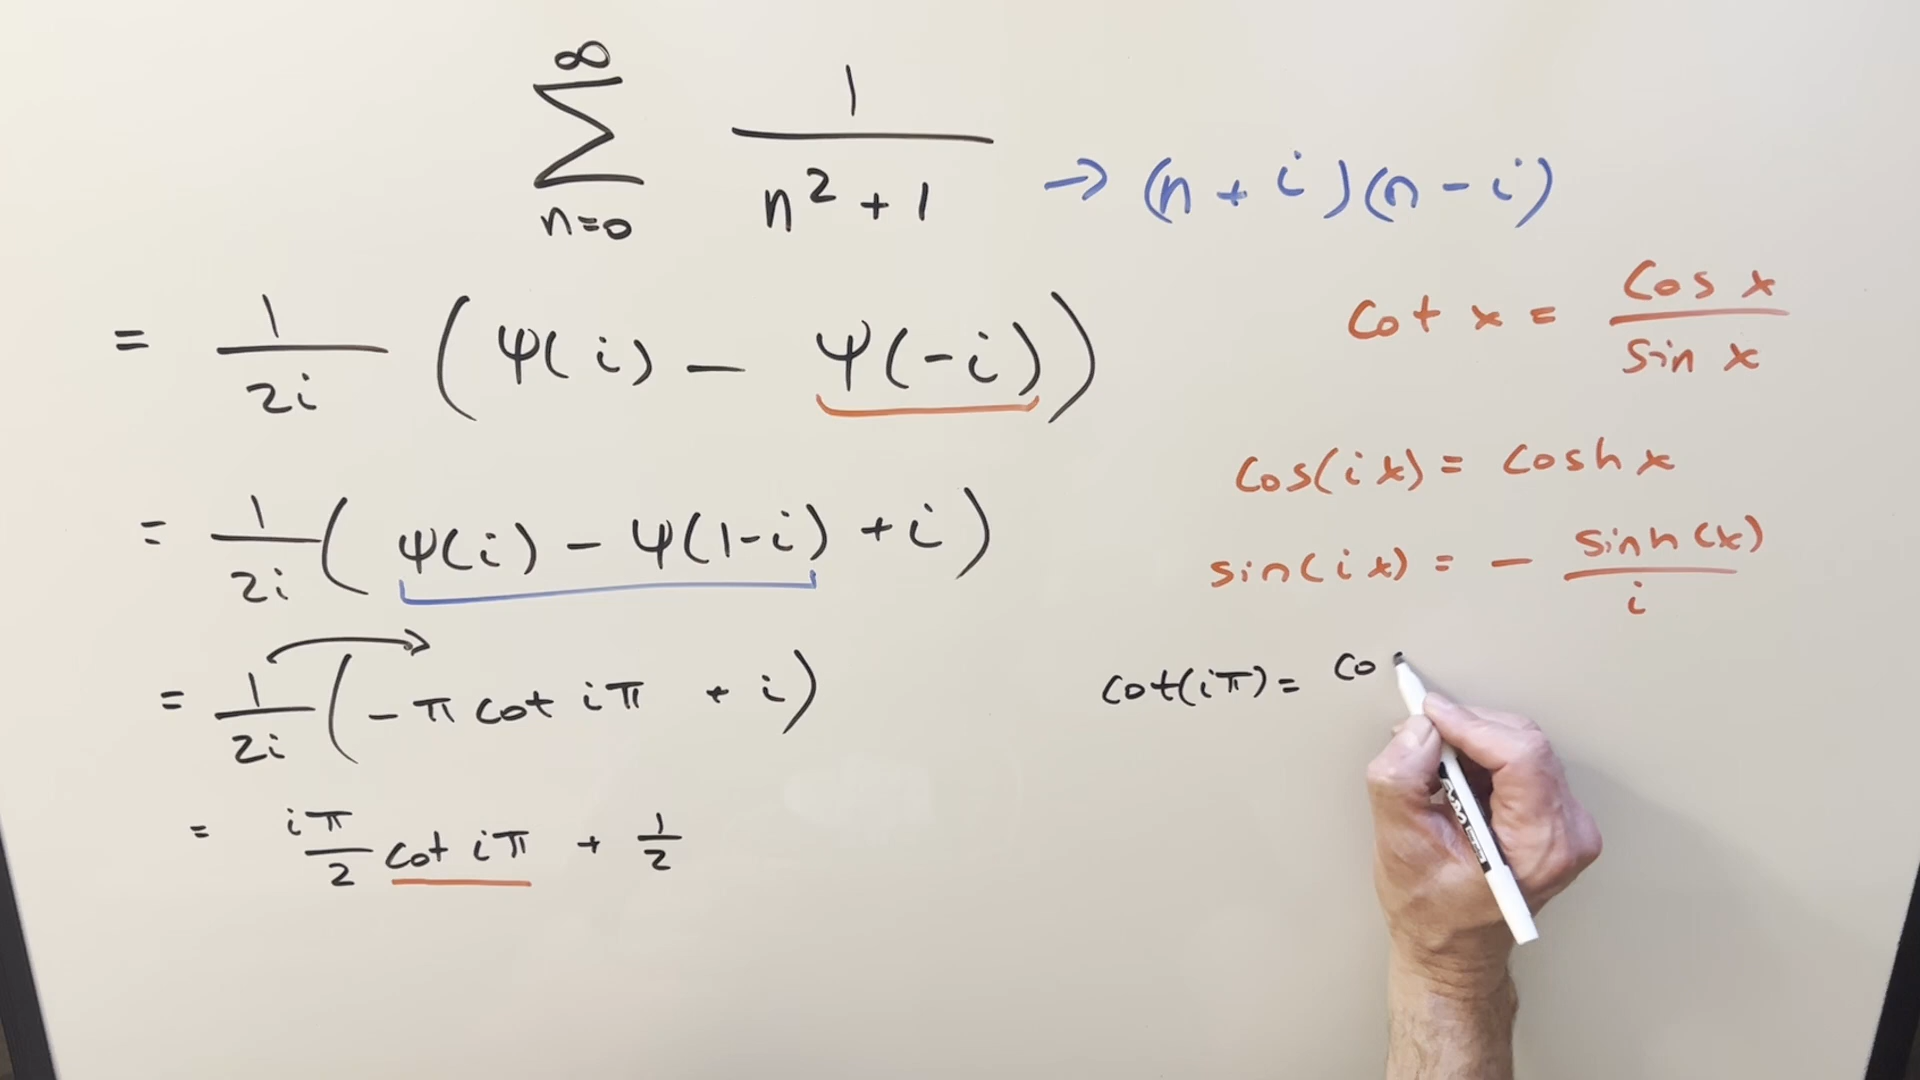 ∞
∑ 1/(n² + 1) → (n + i)(n - i)
n=0
cot x = cos x / sin x
= 1/2i (ψ(i) - ψ(-i))
cos(ix) = cosh x
= 1/2i (ψ(i) - ψ(1-i) + i)
sin(ix) = - sinh(x)/i
= 1/2i (-π cot iπ + i)
cot(iπ) = co
= iπ/2 cot iπ + 1/2